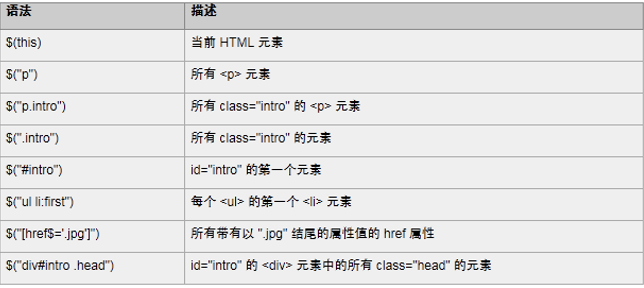 语法 描述
$(this) 当前 HTML 元素
$("p") 所有 <p> 元素
$("p.intro") 所有 class="intro" 的 <p> 元素
$(".intro") 所有 class="intro" 的元素
$("#intro") id="intro" 的第一个元素
$("ul li:first") 每个 <ul> 的第一个 <li> 元素
$("[href$='.jpg']") 所有带有以 ".jpg" 结尾的属性值的 href 属性
$("div#intro .head") id="intro" 的 <div> 元素中的所有 class="head" 的元素